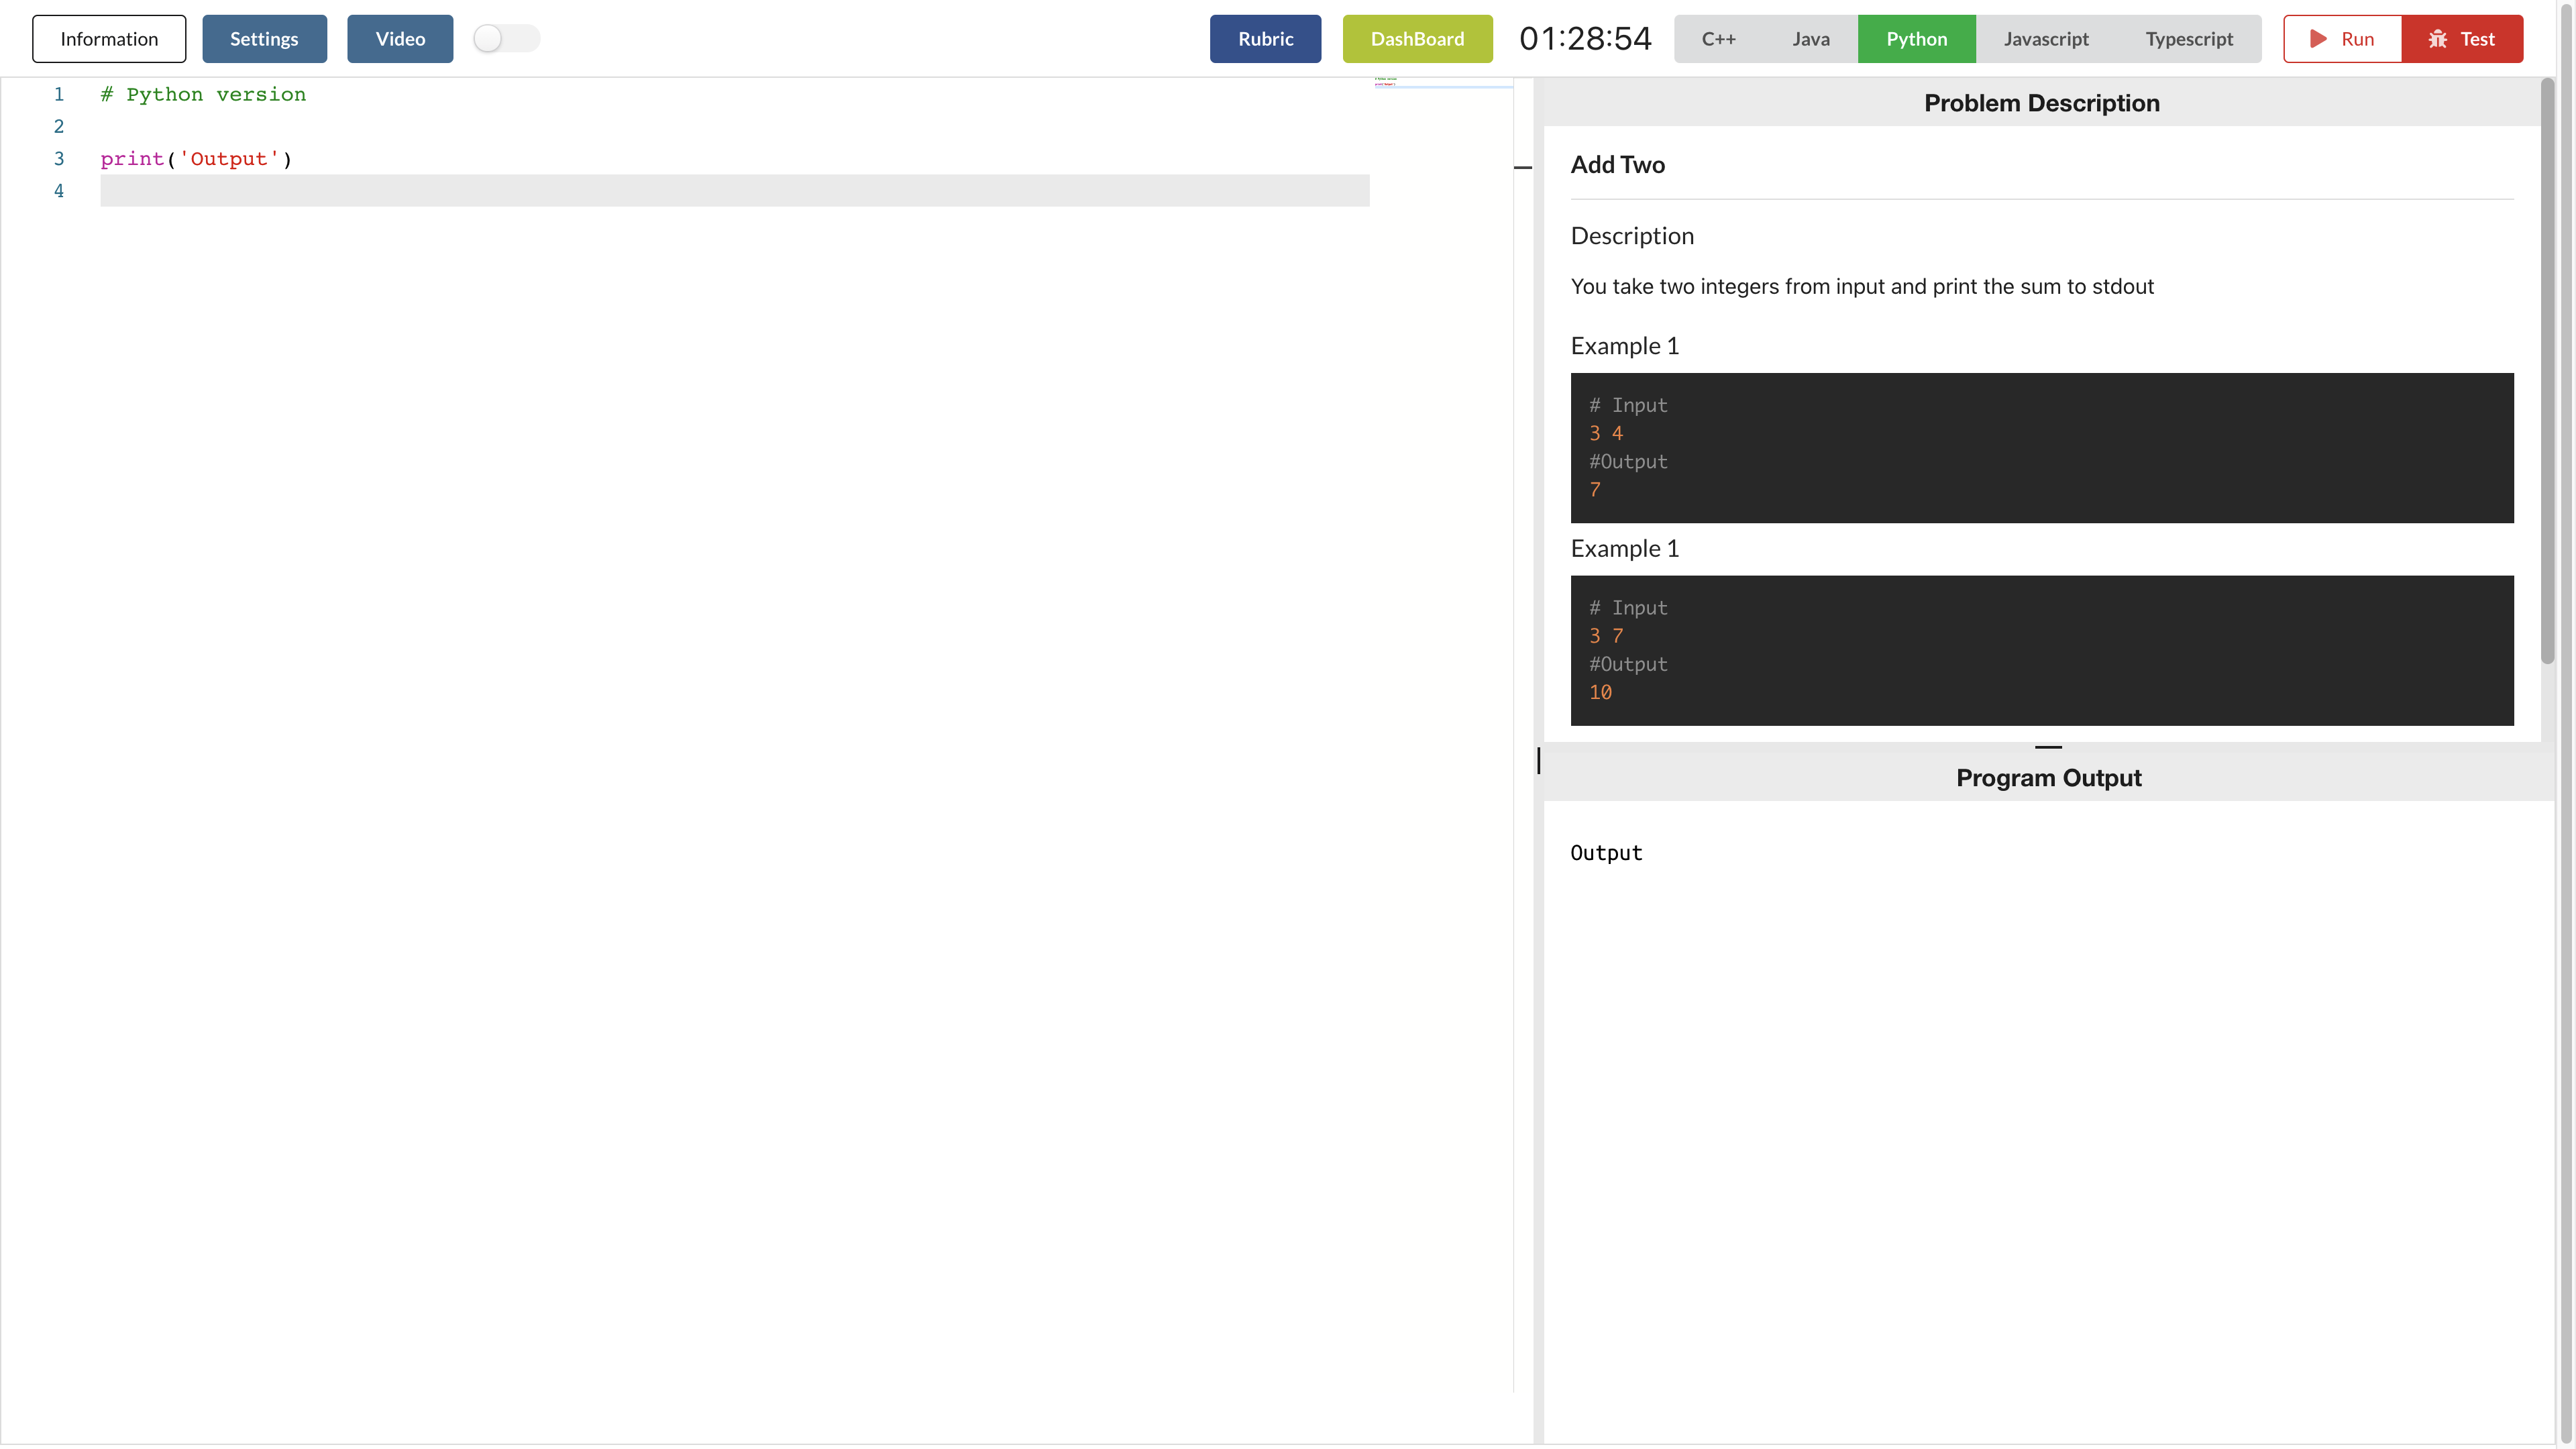 Information Settings Video Rubric DashBoard 01:28:54 C++ Java Python Javascript Typescript Run Test
1 # Python version
2
3 print('Output')
4
Problem Description
Add Two
Description
You take two integers from input and print the sum to stdout
Example 1
# Input
3 4
#Output
7
Example 1
# Input
3 7
#Output
10
Program Output
Output